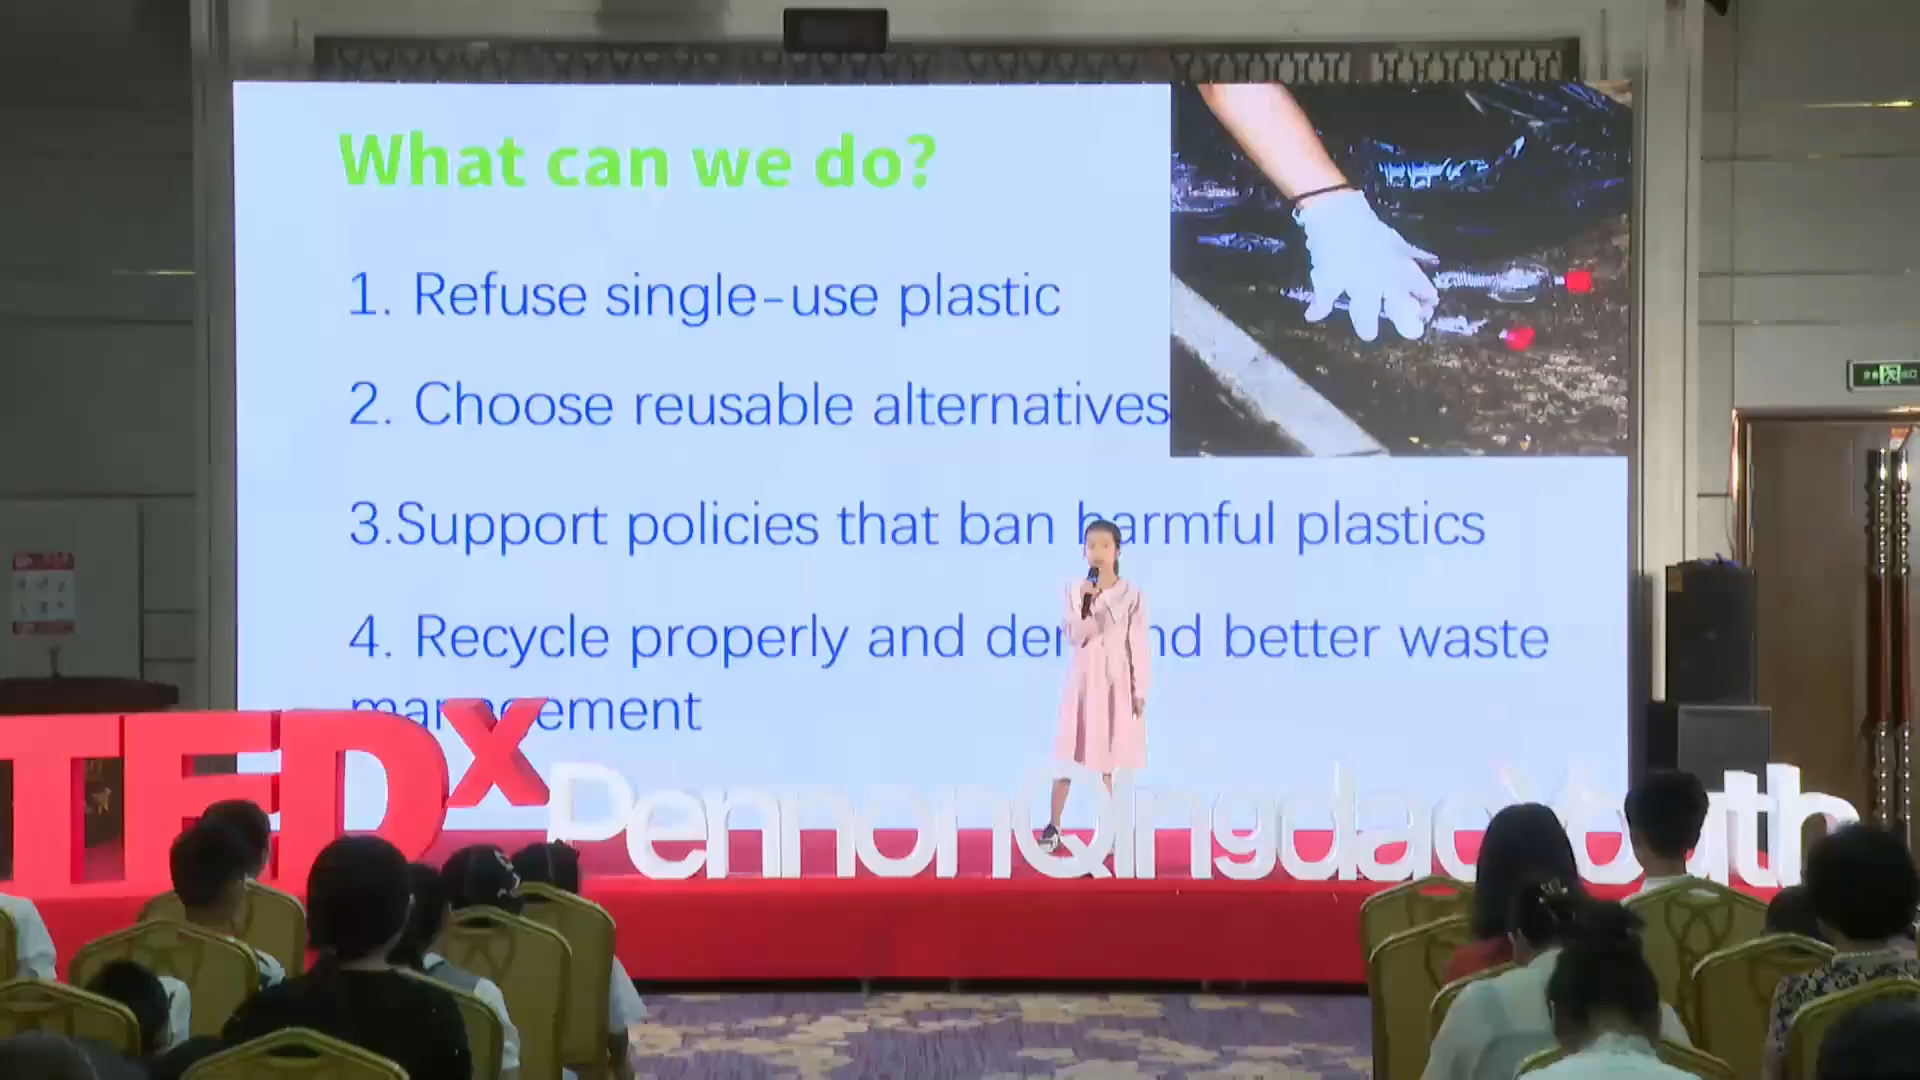 What can we do?
1. Refuse single-use plastic
2. Choose reusable alternatives
3.Support policies that ban harmful plastics
4. Recycle properly and demand better waste
management
TEDx
PennonQingdaoYouth